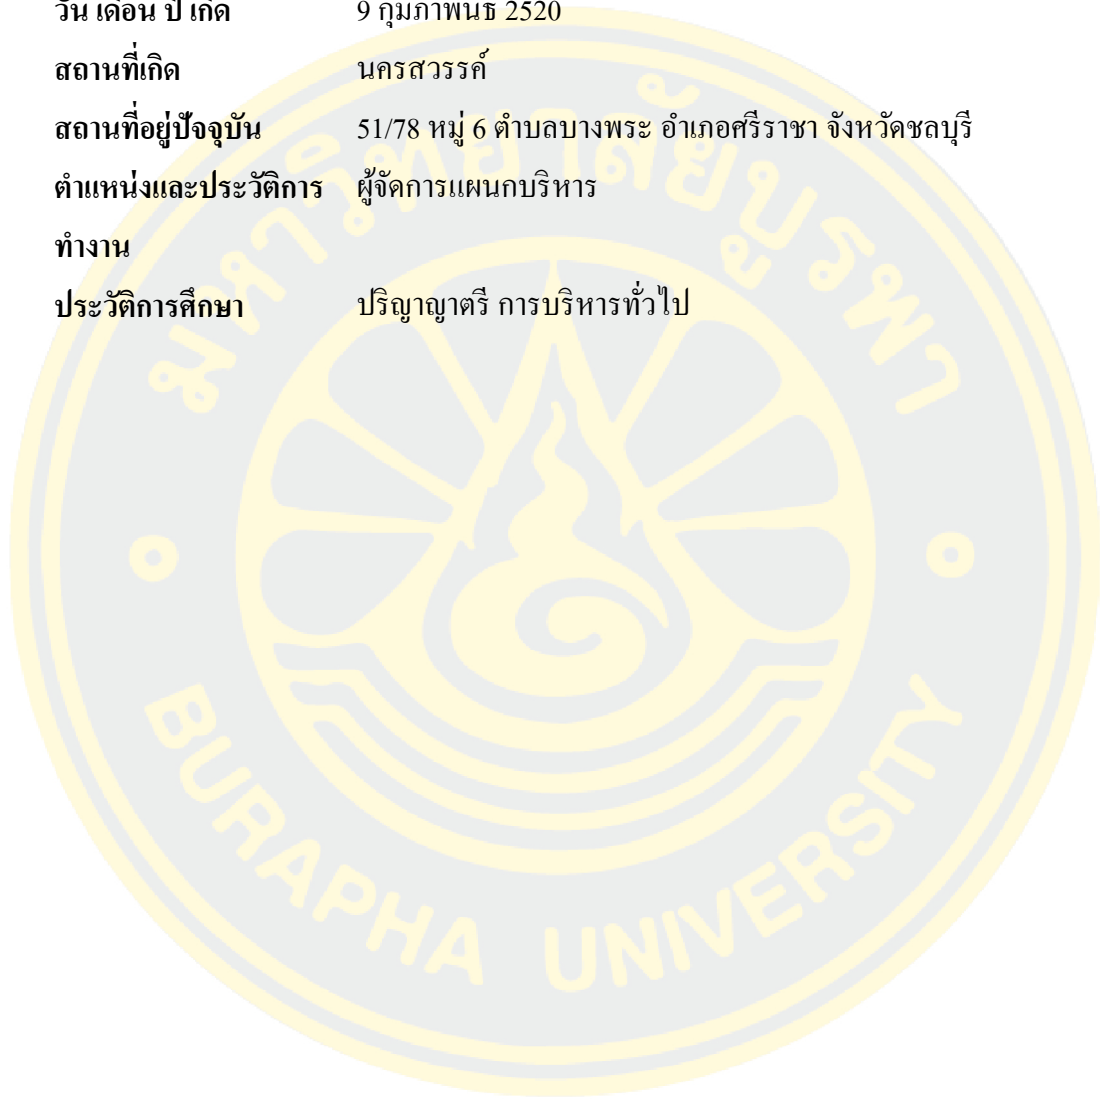 วัน เดือน ปี เกิด 9 กุมภาพันธ์ 2520
สถานที่เกิด นครสวรรค์
สถานที่อยู่ปัจจุบัน 51/78 หมู่ 6 ตำบลบางพระ อำเภอศรีราชา จังหวัดชลบุรี
ตำแหน่งและประวัติการ ผู้จัดการแผนกบริหาร
ทำงาน
ประวัติการศึกษา ปริญญาตรี การบริหารทั่วไป
มหาวิทยาลัยบูรพา
BURAPHA UNIVERSITY